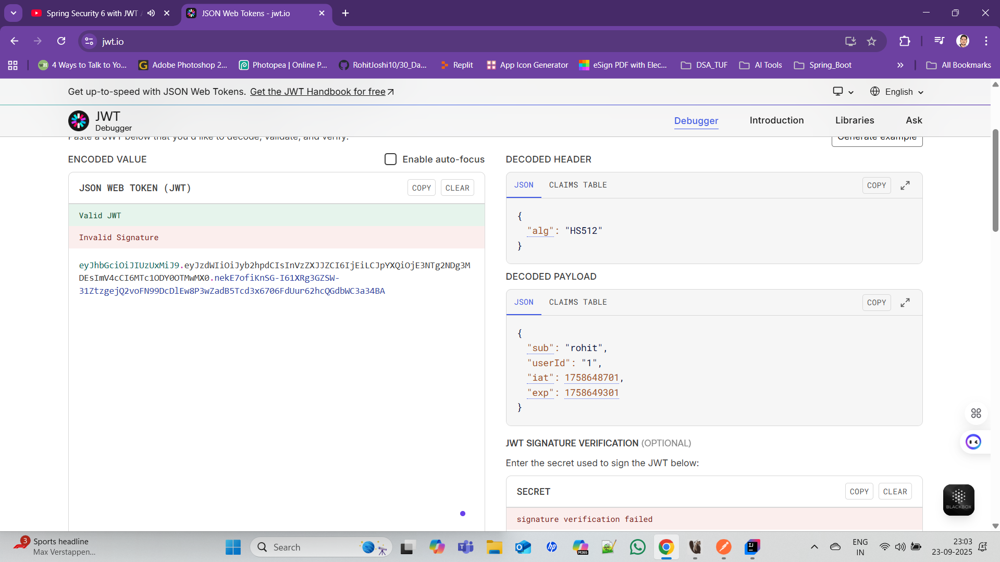 Spring Security 6 with JWT
JSON Web Tokens - jwt.io
jwt.io
4 Ways to Talk to Yo...
Adobe Photoshop 2...
Photopea | Online P...
RohitJoshi10/30_Da...
Replit
App Icon Generator
eSign PDF with Elec...
DSA_TUF
AI Tools
Spring_Boot
All Bookmarks
Get up-to-speed with JSON Web Tokens. Get the JWT Handbook for free
English
JWT
Debugger
Debugger
Introduction
Libraries
Ask
Paste a JWT below that you'd like to decode, validate, and verify.
Generate example
ENCODED VALUE
Enable auto-focus
JSON WEB TOKEN (JWT)
COPY
CLEAR
Valid JWT
Invalid Signature
eyJhbGciOiJIUzUxMiJ9.eyJzdWIiOiJyb2hpdCIsInVzZXJJZCI6IjEiLCJpYXQiOjE3NTg2NDg3M
DEsImV4cCI6MTc1ODY0OTMwMX0.nekE7ofiKnSG-I61XRg3GZSW-
31ZtzgejQ2voFN99DcDlEw8P3wZadB5Tcd3x6706FdUur62hcQGdbWC3a34BA
DECODED HEADER
JSON
CLAIMS TABLE
COPY
{
"alg": "HS512"
}
DECODED PAYLOAD
JSON
CLAIMS TABLE
COPY
{
"sub": "rohit",
"userId": "1",
"iat": 1758648701,
"exp": 1758649301
}
JWT SIGNATURE VERIFICATION (OPTIONAL)
Enter the secret used to sign the JWT below:
SECRET
COPY
CLEAR
signature verification failed
BLACKBOX
3
Sports headline
Max Verstappen...
Search
M365
ENG
IN
23:03
23-09-2025